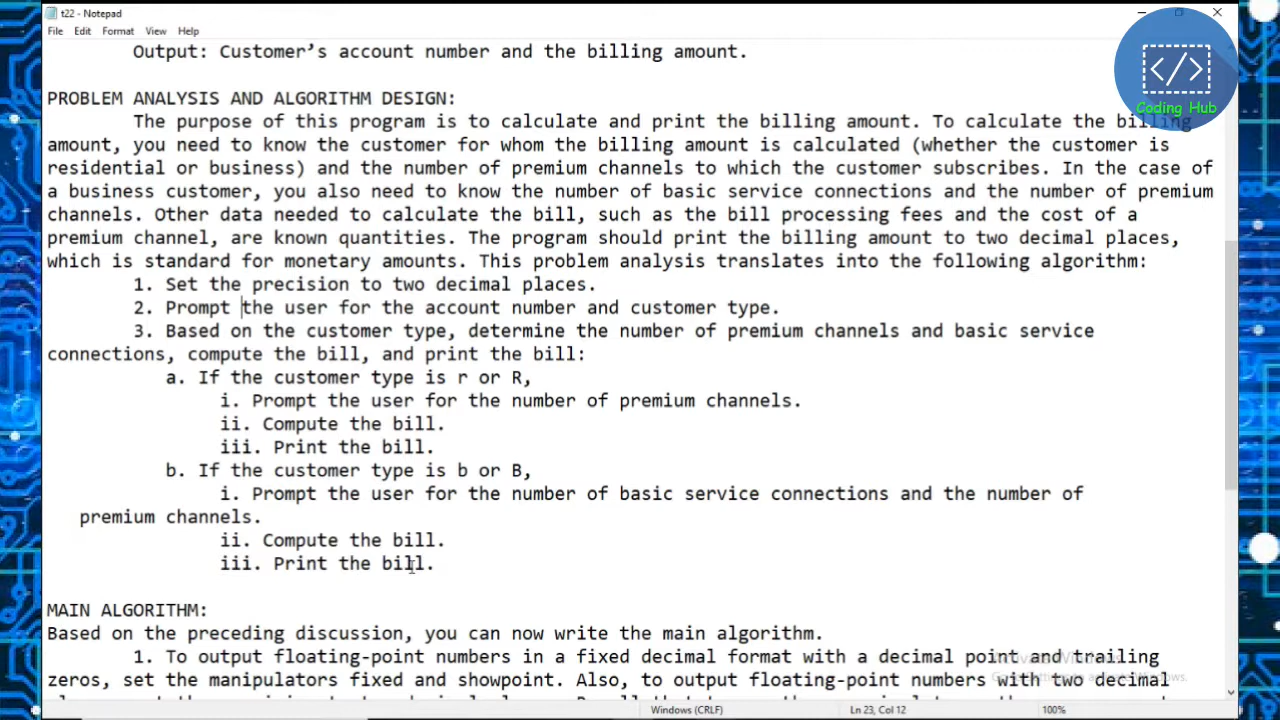 t22 - Notepad
File Edit Format View Help
Output: Customer's account number and the billing amount.
PROBLEM ANALYSIS AND ALGORITHM DESIGN:
The purpose of this program is to calculate and print the billing amount. To calculate the billing
amount, you need to know the customer for whom the billing amount is calculated (whether the customer is
residential or business) and the number of premium channels to which the customer subscribes. In the case of
a business customer, you also need to know the number of basic service connections and the number of premium
channels. Other data needed to calculate the bill, such as the bill processing fees and the cost of a
premium channel, are known quantities. The program should print the billing amount to two decimal places,
which is standard for monetary amounts. This problem analysis translates into the following algorithm:
1. Set the precision to two decimal places.
2. Prompt the user for the account number and customer type.
3. Based on the customer type, determine the number of premium channels and basic service
connections, compute the bill, and print the bill:
a. If the customer type is r or R,
i. Prompt the user for the number of premium channels.
ii. Compute the bill.
iii. Print the bill.
b. If the customer type is b or B,
i. Prompt the user for the number of basic service connections and the number of
premium channels.
ii. Compute the bill.
iii. Print the bill.
MAIN ALGORITHM:
Based on the preceding discussion, you can now write the main algorithm.
1. To output floating-point numbers in a fixed decimal format with a decimal point and trailing
zeros, set the manipulators fixed and showpoint. Also, to output floating-point numbers with two decimal
Windows (CRLF) Ln 23, Col 12 100%
</>
Coding Hub